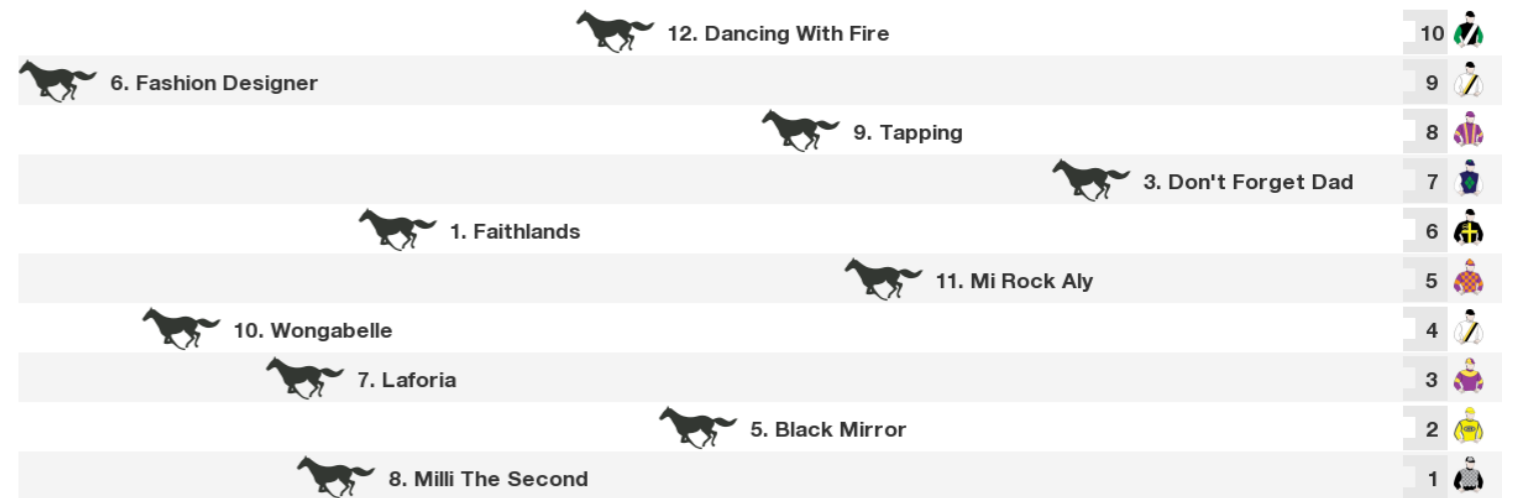 12. Dancing With Fire 10
6. Fashion Designer 9
9. Tapping 8
3. Don't Forget Dad 7
1. Faithlands 6
11. Mi Rock Aly 5
10. Wongabelle 4
7. Laforia 3
5. Black Mirror 2
8. Milli The Second 1